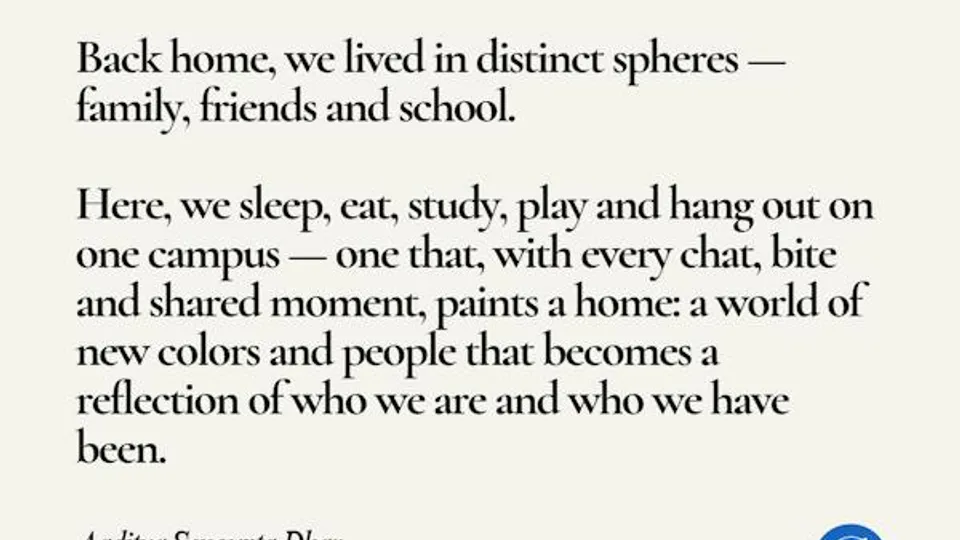 Back home, we lived in distinct spheres —
family, friends and school.
Here, we sleep, eat, study, play and hang out on
one campus — one that, with every chat, bite
and shared moment, paints a home: a world of
new colors and people that becomes a
reflection of who we are and who we have
been.